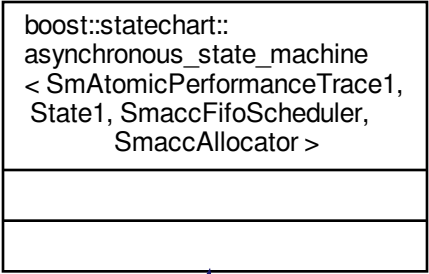 boost::statechart::
asynchronous_state_machine
< SmAtomicPerformanceTrace1,
State1, SmaccFifoScheduler,
SmaccAllocator >